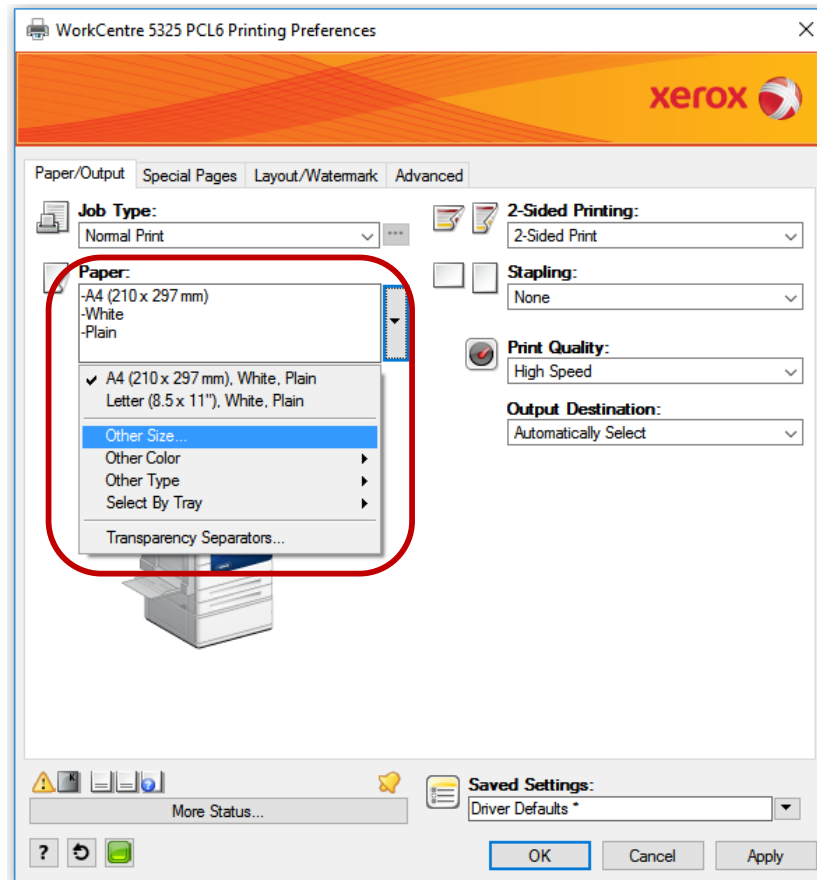 WorkCentre 5325 PCL6 Printing Preferences
xerox
Paper/Output Special Pages Layout/Watermark Advanced
Job Type:
Normal Print
2-Sided Printing:
2-Sided Print
Paper:
-A4 (210 x 297 mm)
-White
-Plain
Stapling:
None
Print Quality:
High Speed
Output Destination:
Automatically Select
A4 (210 x 297 mm), White, Plain
Letter (8.5 x 11"), White, Plain
Other Size...
Other Color
Other Type
Select By Tray
Transparency Separators...
K
?
More Status...
Saved Settings:
Driver Defaults *
?
OK Cancel Apply